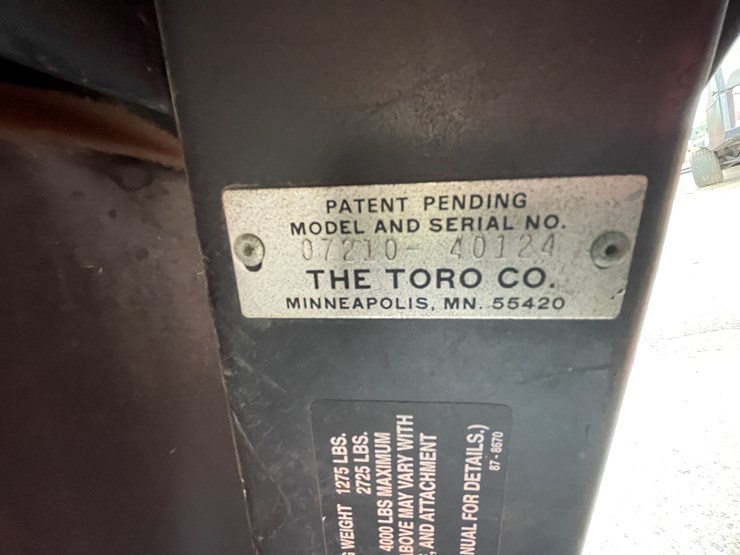 PATENT PENDING
MODEL AND SERIAL NO.
07210- 40124
THE TORO CO.
MINNEAPOLIS, MN. 55420
WEIGHT 1275 LBS.
2725 LBS.
4000 LBS MAXIMUM
ABOVE MAY VARY WITH
, AND ATTACHMENT
NUAL FOR DETAILS.)
87-8670